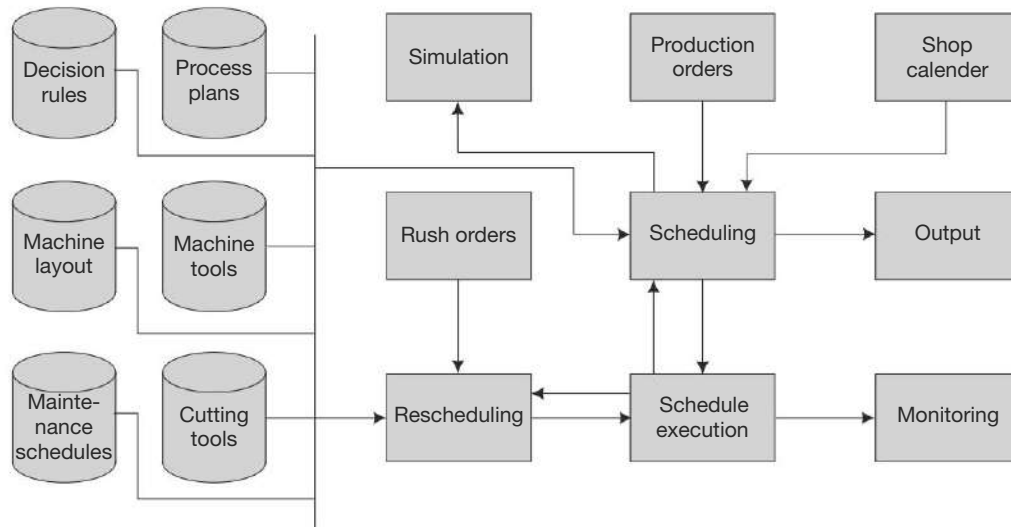 Decision
rules
Process
plans
Simulation
Production
orders
Shop
calender
Machine
layout
Machine
tools
Rush orders
Scheduling
Output
Mainte-
nance
schedules
Cutting
tools
Rescheduling
Schedule
execution
Monitoring